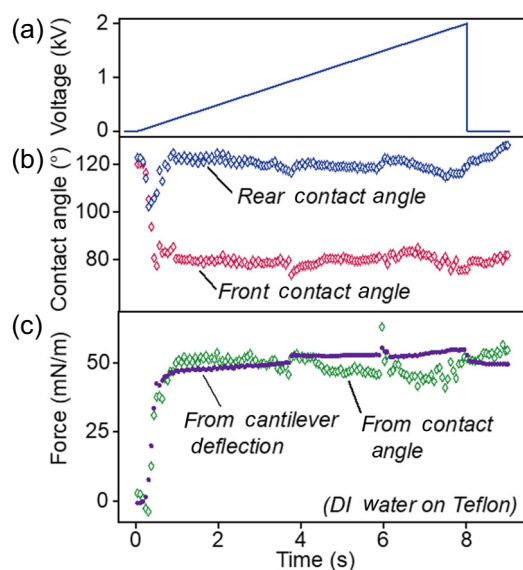 (a)
Voltage (kV)
2
1
0
(b)
Contact angle (°)
120
100
80
Rear contact angle
Front contact angle
(c)
Force (mN/m)
50
25
0
From cantilever
deflection
From contact
angle
(DI water on Teflon)
0 2 4 6 8
Time (s)